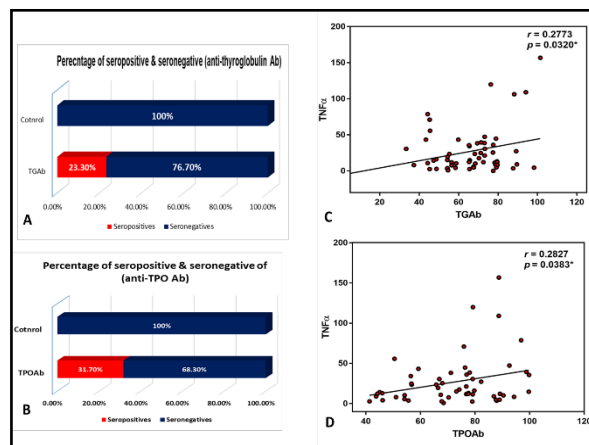 Perecntage of seropositive & seronegative (anti-thyroglobulin Ab)
Cotnrol
100%
TGAb
23.30%
76.70%
0.00% 20.00% 40.00% 60.00% 80.00% 100.00%
A
Seropositives Seronegatives
Percentage of seropositive & seronegative of
(anti-TPO Ab)
Cotnrol
100%
TPOAb
31.70%
68.30%
0.00% 20.00% 40.00% 60.00% 80.00% 100.00%
B
Seropositives Seronegatives
r = 0.2773
p = 0.0320*
TNFα
200
150
100
50
0
20 40 60 80 100 120
TGAb
C
r = 0.2827
p = 0.0383*
TNFα
200
150
100
50
0
40 60 80 100 120
TPOAb
D